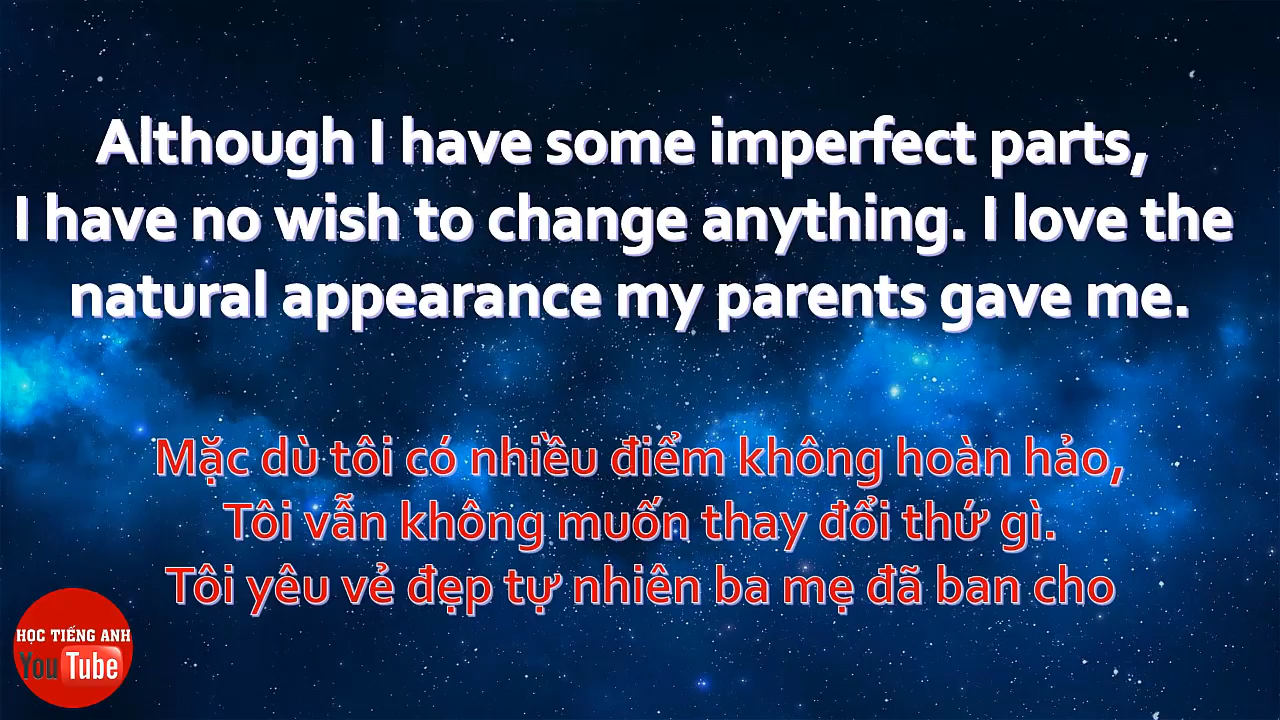 Although I have some imperfect parts,
I have no wish to change anything. I love the
natural appearance my parents gave me.
Mặc dù tôi có nhiều điểm không hoàn hảo,
Tôi vẫn không muốn thay đổi thứ gì.
Tôi yêu vẻ đẹp tự nhiên ba mẹ đã ban cho
HỌC TIẾNG ANH
YouTube